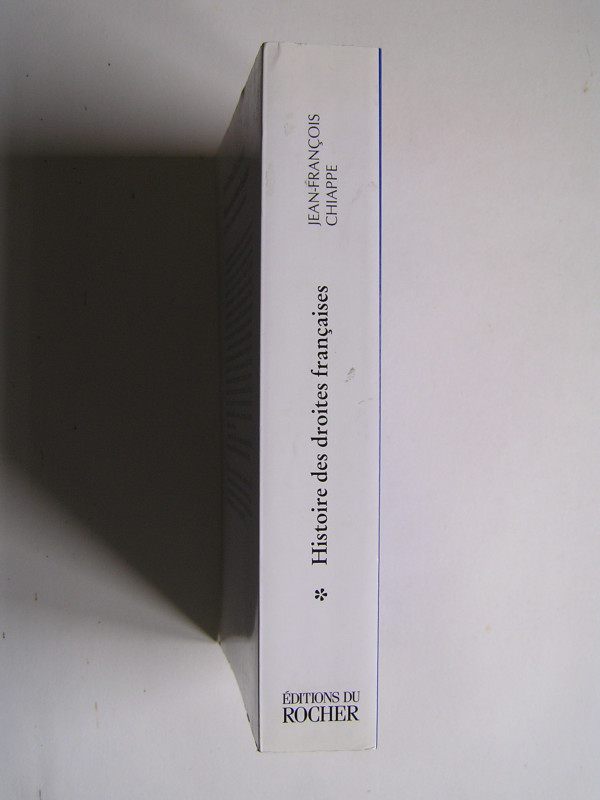 JEAN-FRANÇOIS
CHIAPPE
* Histoire des droites françaises
ÉDITIONS DU
ROCHER